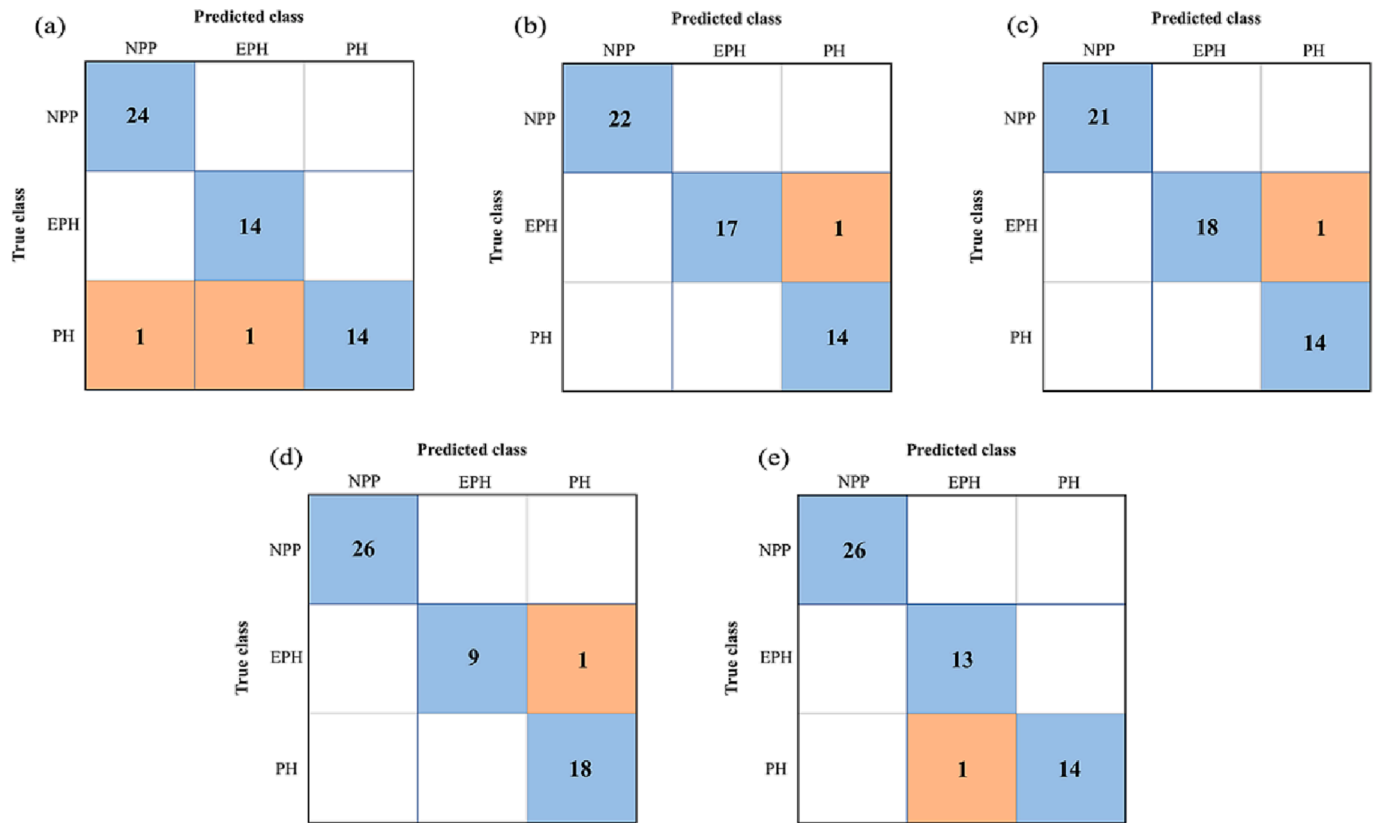 (a)
Predicted class
NPP EPH PH
True class
NPP 24
EPH 14
PH 1 1 14
(b)
Predicted class
NPP EPH PH
True class
NPP 22
EPH 17 1
PH 14
(c)
Predicted class
NPP EPH PH
True class
NPP 21
EPH 18 1
PH 14
(d)
Predicted class
NPP EPH PH
True class
NPP 26
EPH 9 1
PH 18
(e)
Predicted class
NPP EPH PH
True class
NPP 26
EPH 13
PH 1 14